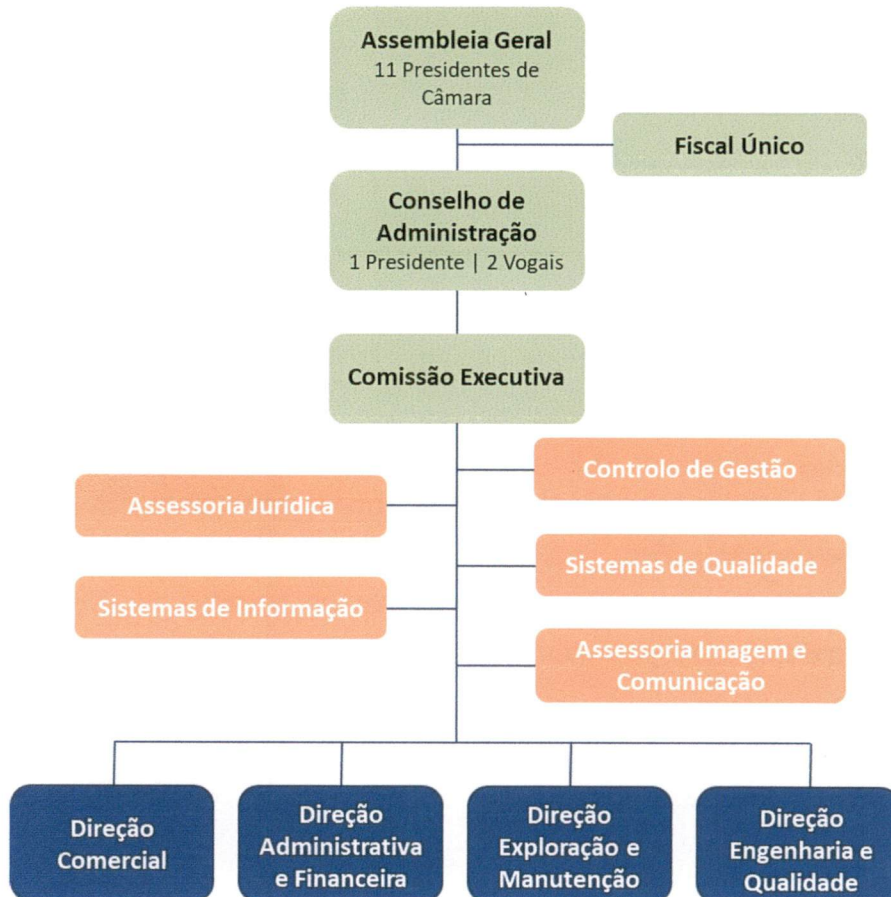 Assembleia Geral
11 Presidentes de
Câmara
Fiscal Único
Conselho de
Administração
1 Presidente | 2 Vogais
Comissão Executiva
Controlo de Gestão
Assessoria Jurídica
Sistemas de Qualidade
Sistemas de Informação
Assessoria Imagem e
Comunicação
Direção
Comercial
Direção
Administrativa
e Financeira
Direção
Exploração e
Manutenção
Direção
Engenharia e
Qualidade